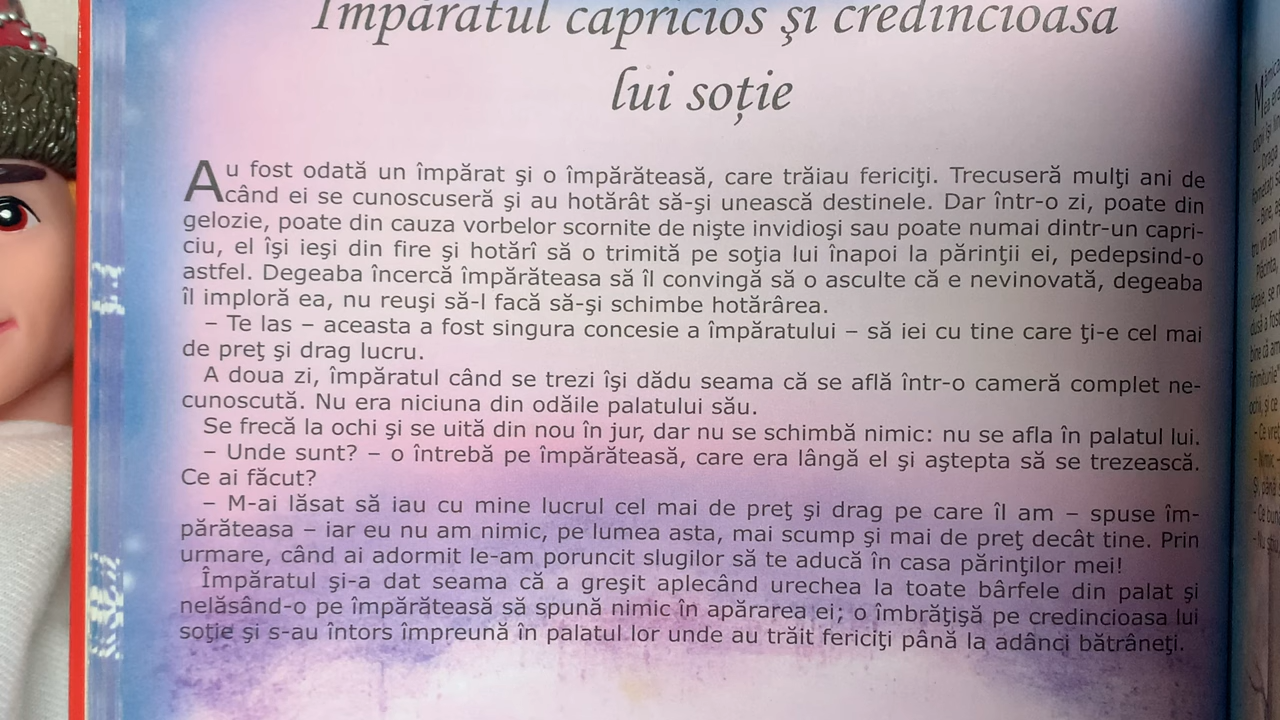 Împăratul capricios şi credincioasa
lui soţie
Au fost odată un împărat şi o împărăteasă, care trăiau fericiţi. Trecuseră mulţi ani de
când ei se cunoscuseră şi au hotărât să-şi unească destinele. Dar într-o zi, poate din
gelozie, poate din cauza vorbelor scornite de nişte invidioşi sau poate numai dintr-un capri-
ciu, el îşi ieşi din fire şi hotărî să o trimită pe soţia lui înapoi la părinţii ei, pedepsind-o
astfel. Degeaba încercă împărăteasa să îl convingă să o asculte că e nevinovată, degeaba
îl imploră ea, nu reuşi să-l facă să-şi schimbe hotărârea.
– Te las – aceasta a fost singura concesie a împăratului – să iei cu tine care ţi-e cel mai
de preţ şi drag lucru.
A doua zi, împăratul când se trezi îşi dădu seama că se află într-o cameră complet ne-
cunoscută. Nu era niciuna din odăile palatului său.
Se frecă la ochi şi se uită din nou în jur, dar nu se schimbă nimic: nu se afla în palatul lui.
– Unde sunt? – o întrebă pe împărăteasă, care era lângă el şi aştepta să se trezească.
Ce ai făcut?
– M-ai lăsat să iau cu mine lucrul cel mai de preţ şi drag pe care îl am – spuse îm-
părăteasa – iar eu nu am nimic, pe lumea asta, mai scump şi mai de preţ decât tine. Prin
urmare, când ai adormit le-am poruncit slugilor să te aducă în casa părinţilor mei!
Împăratul şi-a dat seama că a greşit aplecând urechea la toate bârfele din palat şi
nelăsând-o pe împărăteasă să spună nimic în apărarea ei; o îmbrăţişă pe credincioasa lui
soţie şi s-au întors împreună în palatul lor unde au trăit fericiţi până la adânci bătrâneţi.